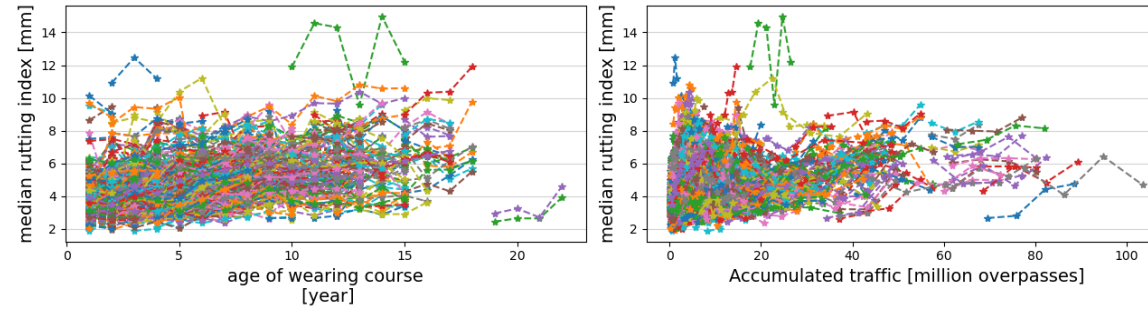 median rutting index [mm]
14
12
10
8
6
4
2
0 5 10 15 20
age of wearing course
[year]
median rutting index [mm]
14
12
10
8
6
4
2
0 20 40 60 80 100
Accumulated traffic [million overpasses]